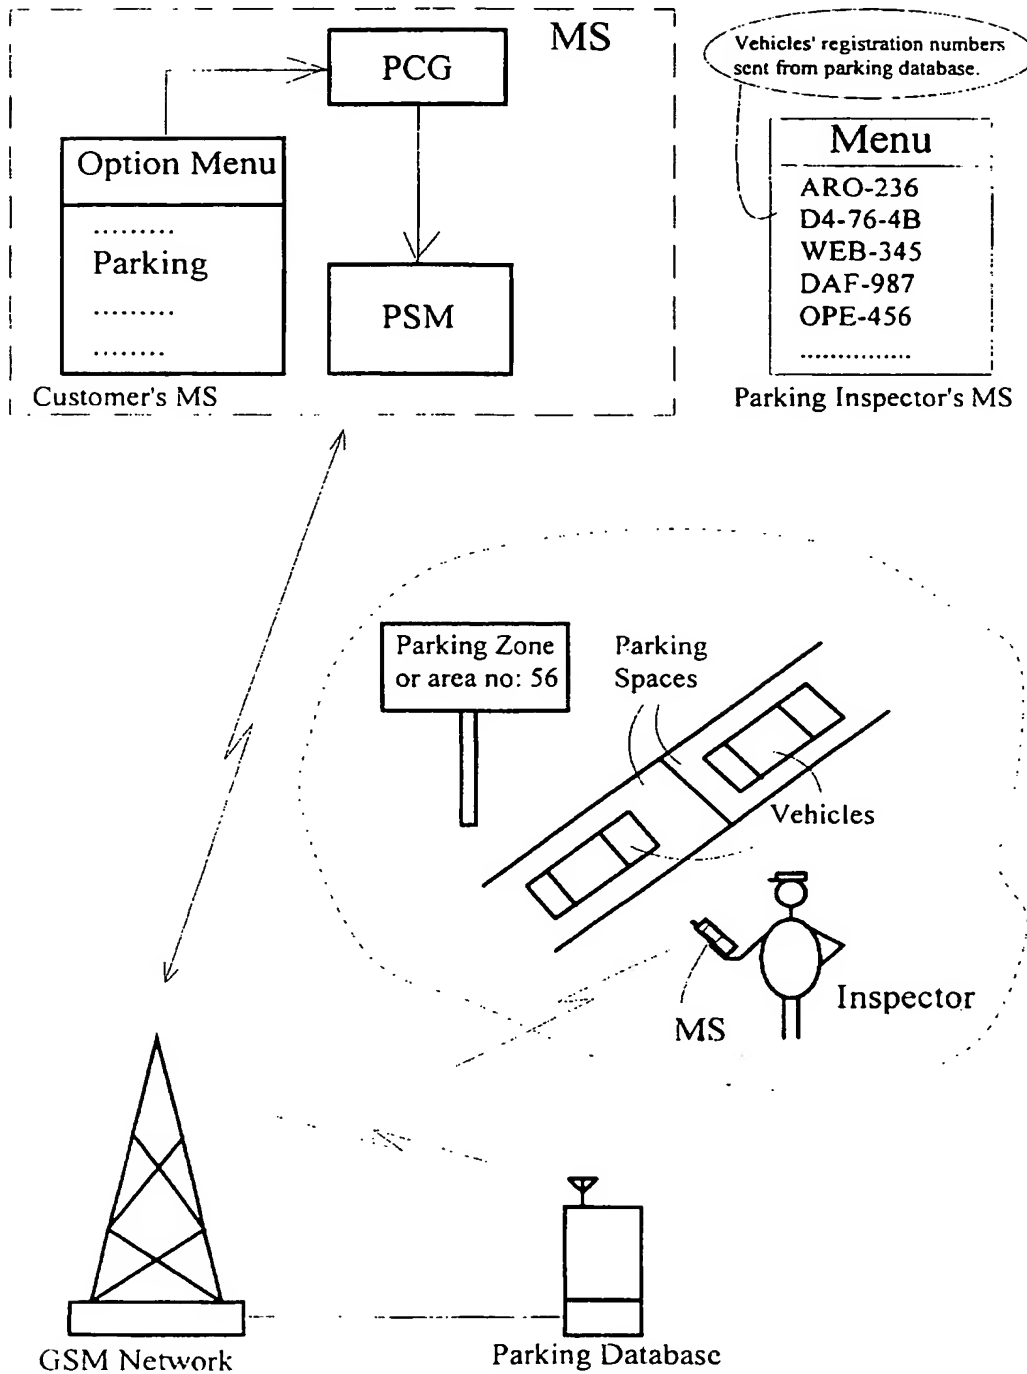 MS
PCG
Option Menu
.........
Parking
.........
........
PSM
Customer's MS
Vehicles' registration numbers
sent from parking database.
Menu
ARO-236
D4-76-4B
WEB-345
DAF-987
OPE-456
...............
Parking Inspector's MS
Parking Zone
or area no: 56
Parking
Spaces
Vehicles
MS
Inspector
GSM Network
Parking Database